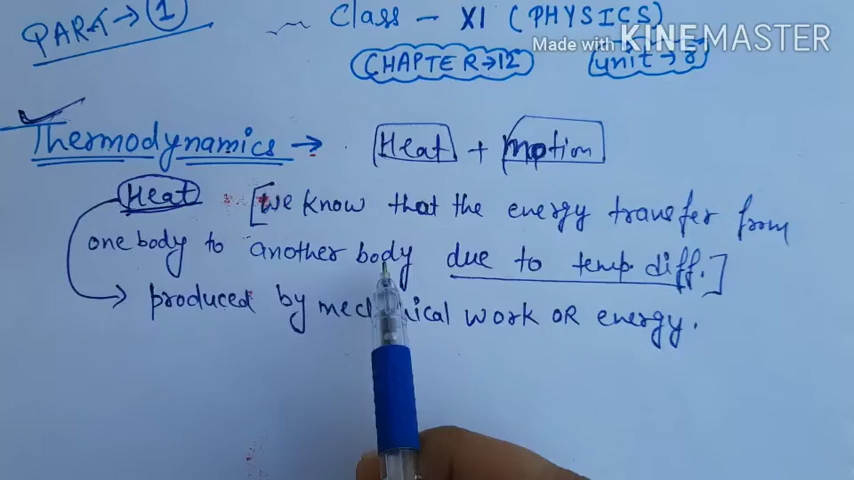 PART → 1
Class - XI (PHYSICS)
Made with KINEMASTER
CHAPTER→12 unit→8
Thermodynamics → Heat + motion
Heat [we know that the energy transfer from
one body to another body due to temp. diff.]
→ produced by mechanical work OR energy.